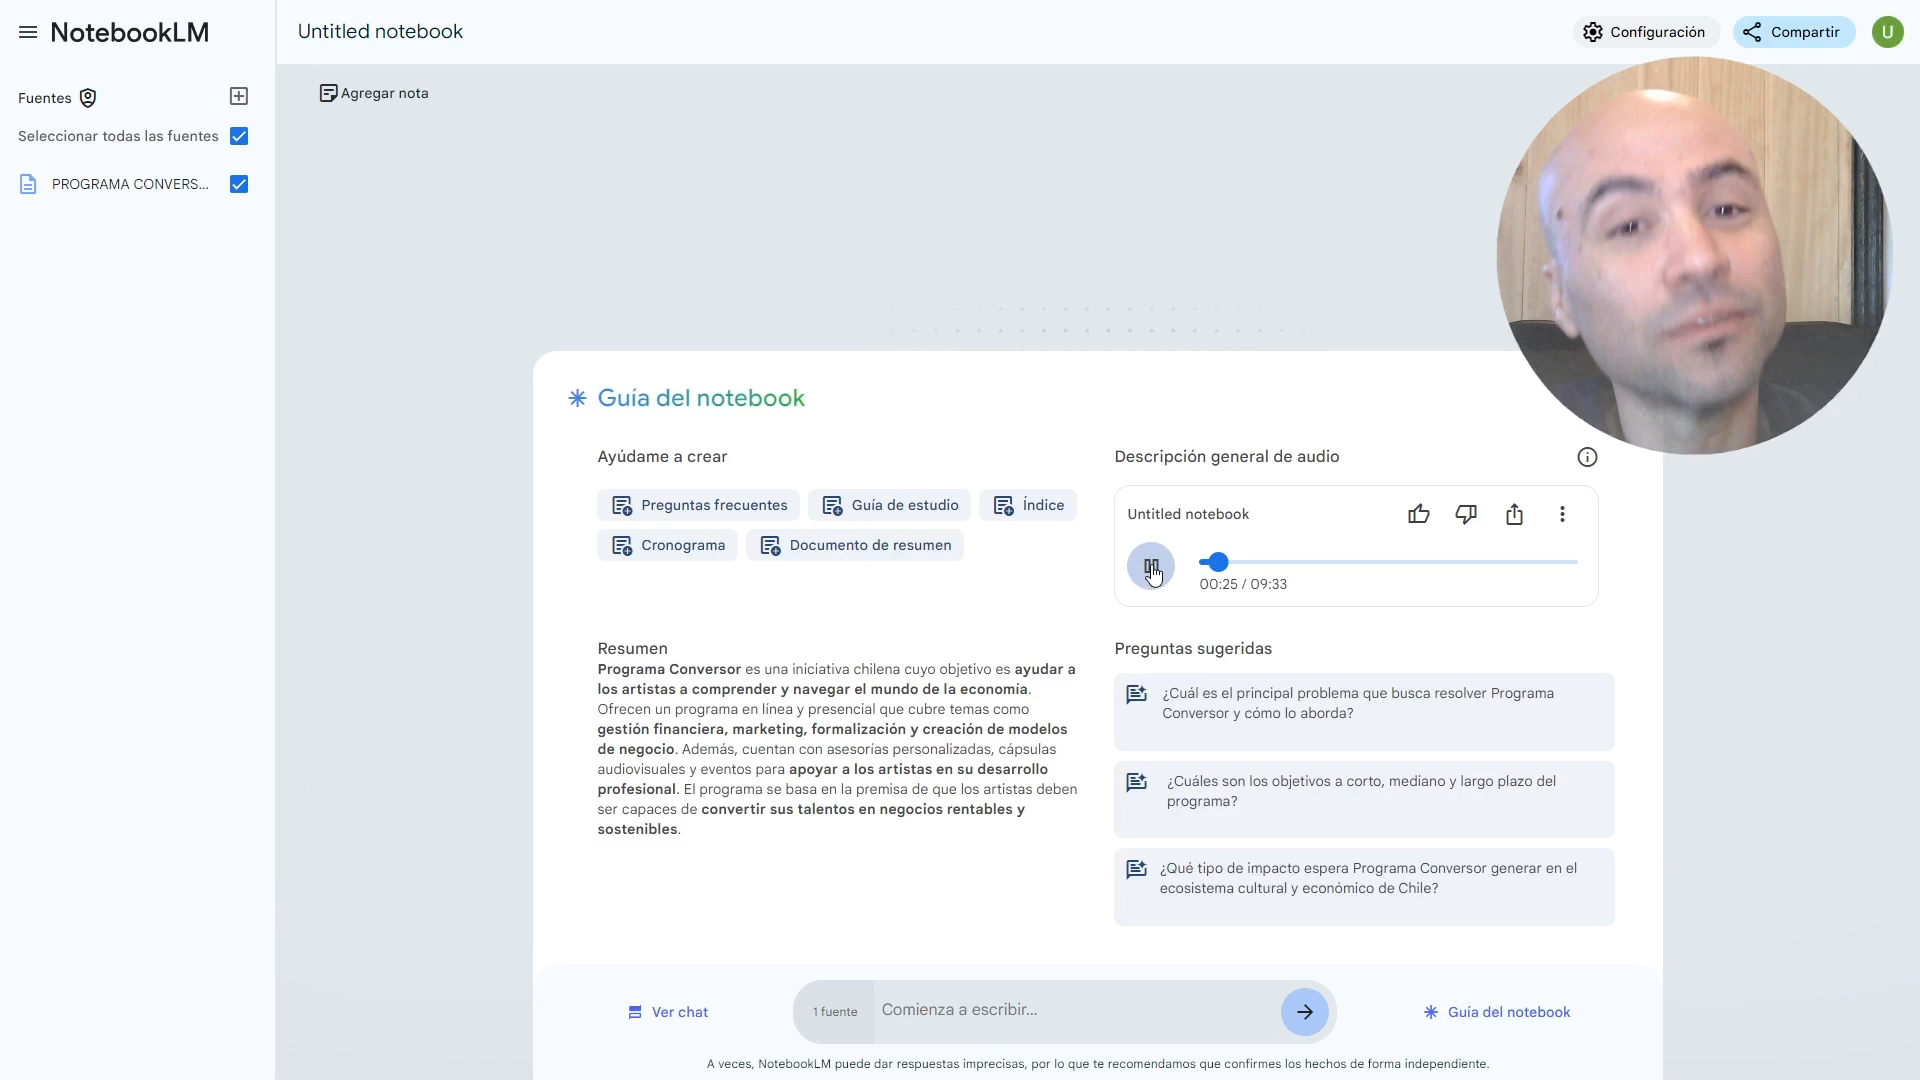 NotebookLM
Untitled notebook
Configuración
Compartir
U
Fuentes
Seleccionar todas las fuentes
PROGRAMA CONVERS...
Agregar nota
Guía del notebook
Ayúdame a crear
Preguntas frecuentes
Guía de estudio
Índice
Cronograma
Documento de resumen
Descripción general de audio
Untitled notebook
00:25 / 09:33
Resumen
Programa Conversor es una iniciativa chilena cuyo objetivo es ayudar a
los artistas a comprender y navegar el mundo de la economía.
Ofrecen un programa en línea y presencial que cubre temas como
gestión financiera, marketing, formalización y creación de modelos
de negocio. Además, cuentan con asesorías personalizadas, cápsulas
audiovisuales y eventos para apoyar a los artistas en su desarrollo
profesional. El programa se basa en la premisa de que los artistas deben
ser capaces de convertir sus talentos en negocios rentables y
sostenibles.
Preguntas sugeridas
¿Cuál es el principal problema que busca resolver Programa
Conversor y cómo lo aborda?
¿Cuáles son los objetivos a corto, mediano y largo plazo del
programa?
¿Qué tipo de impacto espera Programa Conversor generar en el
ecosistema cultural y económico de Chile?
Ver chat
1 fuente
Comienza a escribir...
Guía del notebook
A veces, NotebookLM puede dar respuestas imprecisas, por lo que te recomendamos que confirmes los hechos de forma independiente.